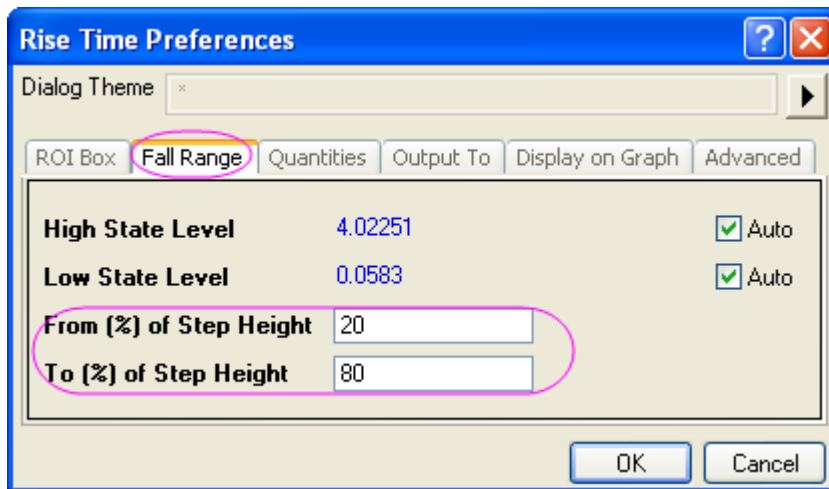 Rise Time Preferences
Dialog Theme *
ROI Box Fall Range Quantities Output To Display on Graph Advanced
High State Level 4.02251 Auto
Low State Level 0.0583 Auto
From (%) of Step Height 20
To (%) of Step Height 80
OK Cancel